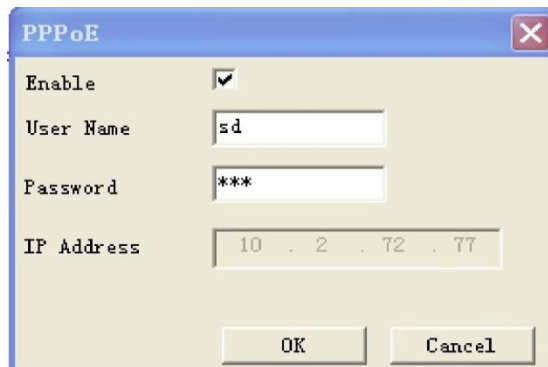 PPPoE
Enable
User Name sd
Password ***
IP Address 10 . 2 . 72 . 77
OK Cancel